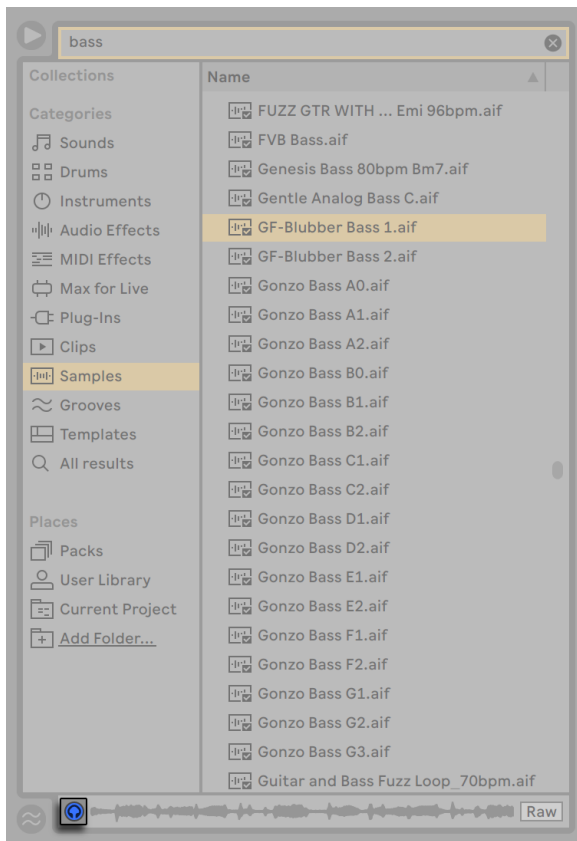 bass
Collections
Categories
Sounds
Drums
Instruments
Audio Effects
MIDI Effects
Max for Live
Plug-Ins
Clips
Samples
Grooves
Templates
All results
Places
Packs
User Library
Current Project
Add Folder...
Name
FUZZ GTR WITH ... Emi 96bpm.aif
FVB Bass.aif
Genesis Bass 80bpm Bm7.aif
Gentle Analog Bass C.aif
GF-Blubber Bass 1.aif
GF-Blubber Bass 2.aif
Gonzo Bass A0.aif
Gonzo Bass A1.aif
Gonzo Bass A2.aif
Gonzo Bass B0.aif
Gonzo Bass B1.aif
Gonzo Bass B2.aif
Gonzo Bass C1.aif
Gonzo Bass C2.aif
Gonzo Bass D1.aif
Gonzo Bass D2.aif
Gonzo Bass E1.aif
Gonzo Bass E2.aif
Gonzo Bass F1.aif
Gonzo Bass F2.aif
Gonzo Bass G1.aif
Gonzo Bass G2.aif
Gonzo Bass G3.aif
Guitar and Bass Fuzz Loop_70bpm.aif
Raw